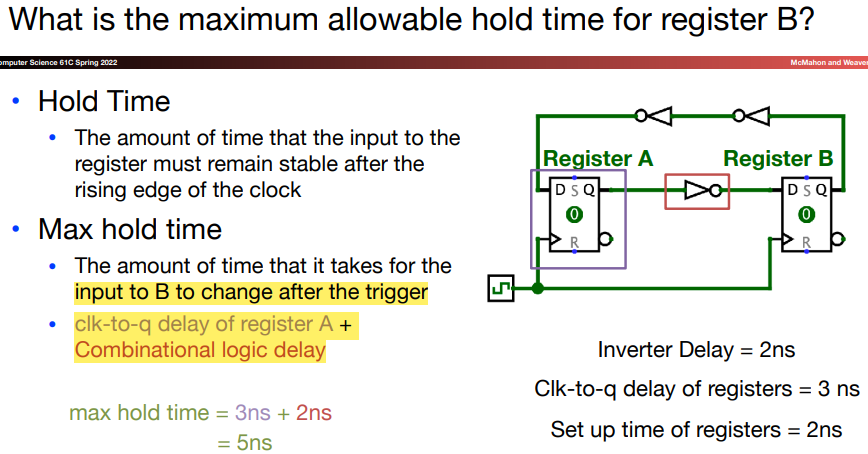 What is the maximum allowable hold time for register B?
omputer Science 61C Spring 2022
McMahon and Weaver
• Hold Time
• The amount of time that the input to the
register must remain stable after the
rising edge of the clock
• Max hold time
• The amount of time that it takes for the
input to B to change after the trigger
• clk-to-q delay of register A +
Combinational logic delay
max hold time = 3ns + 2ns
= 5ns
Register A
Register B
D S Q
0
R
D S Q
0
R
Inverter Delay = 2ns
Clk-to-q delay of registers = 3 ns
Set up time of registers = 2ns